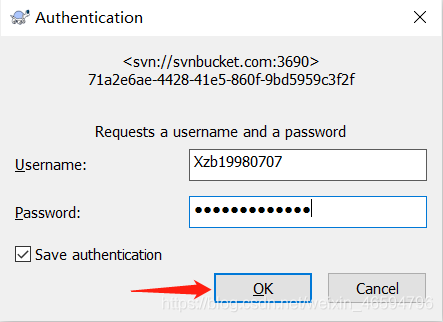 Authentication
<svn://svnbucket.com:3690>
71a2e6ae-4428-41e5-860f-9bd5959c3f2f
Requests a username and a password
Username:
Xzb19980707
Password:
●●●●●●●●●●●●●
Save authentication
OK
Cancel
https://blog.csdn.net/weixin_46594796